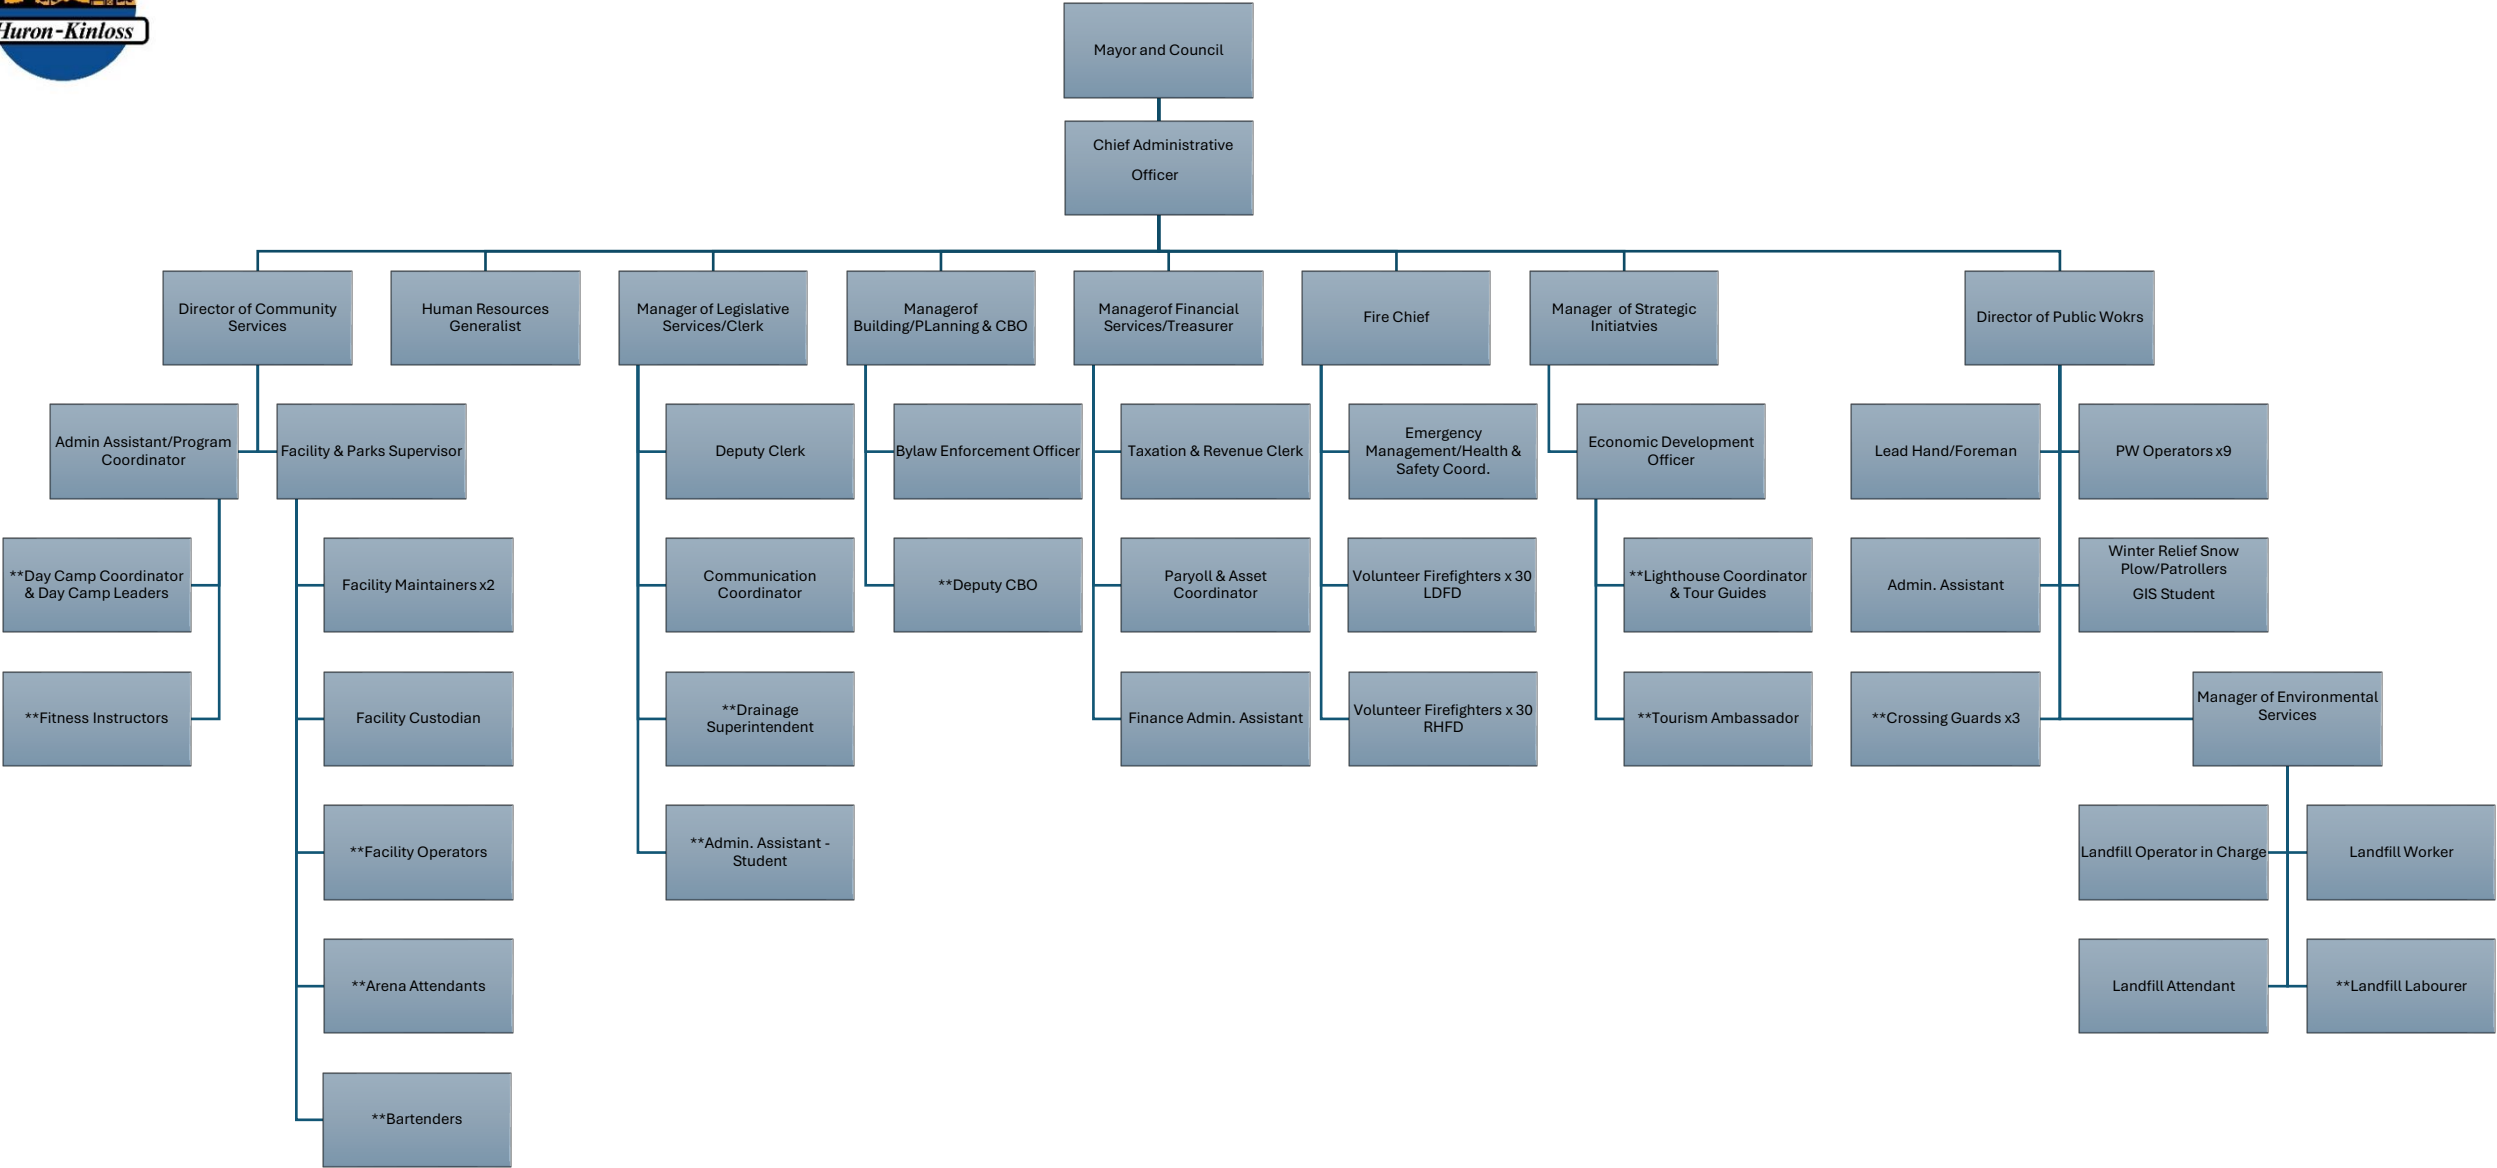 Huron-Kinloss
Mayor and Council
Chief Administrative
Officer
Director of Community
Services
Human Resources
Generalist
Manager of Legislative
Services/Clerk
Managerof
Building/PLanning & CBO
Managerof Financial
Services/Treasurer
Fire Chief
Manager of Strategic
Initiatvies
Director of Public Wokrs
Admin Assistant/Program
Coordinator
Facility & Parks Supervisor
Deputy Clerk
Bylaw Enforcement Officer
Taxation & Revenue Clerk
Emergency
Management/Health &
Safety Coord.
Economic Development
Officer
Lead Hand/Foreman
PW Operators x9
**Day Camp Coordinator
& Day Camp Leaders
Facility Maintainers x2
Communication
Coordinator
**Deputy CBO
Paryoll & Asset
Coordinator
Volunteer Firefighters x 30
LDFD
**Lighthouse Coordinator
& Tour Guides
Admin. Assistant
Winter Relief Snow
Plow/Patrollers
GIS Student
**Fitness Instructors
Facility Custodian
**Drainage
Superintendent
Finance Admin. Assistant
Volunteer Firefighters x 30
RHFD
**Tourism Ambassador
**Crossing Guards x3
Manager of Environmental
Services
**Facility Operators
**Admin. Assistant -
Student
Landfill Operator in Charge
Landfill Worker
**Arena Attendants
Landfill Attendant
**Landfill Labourer
**Bartenders